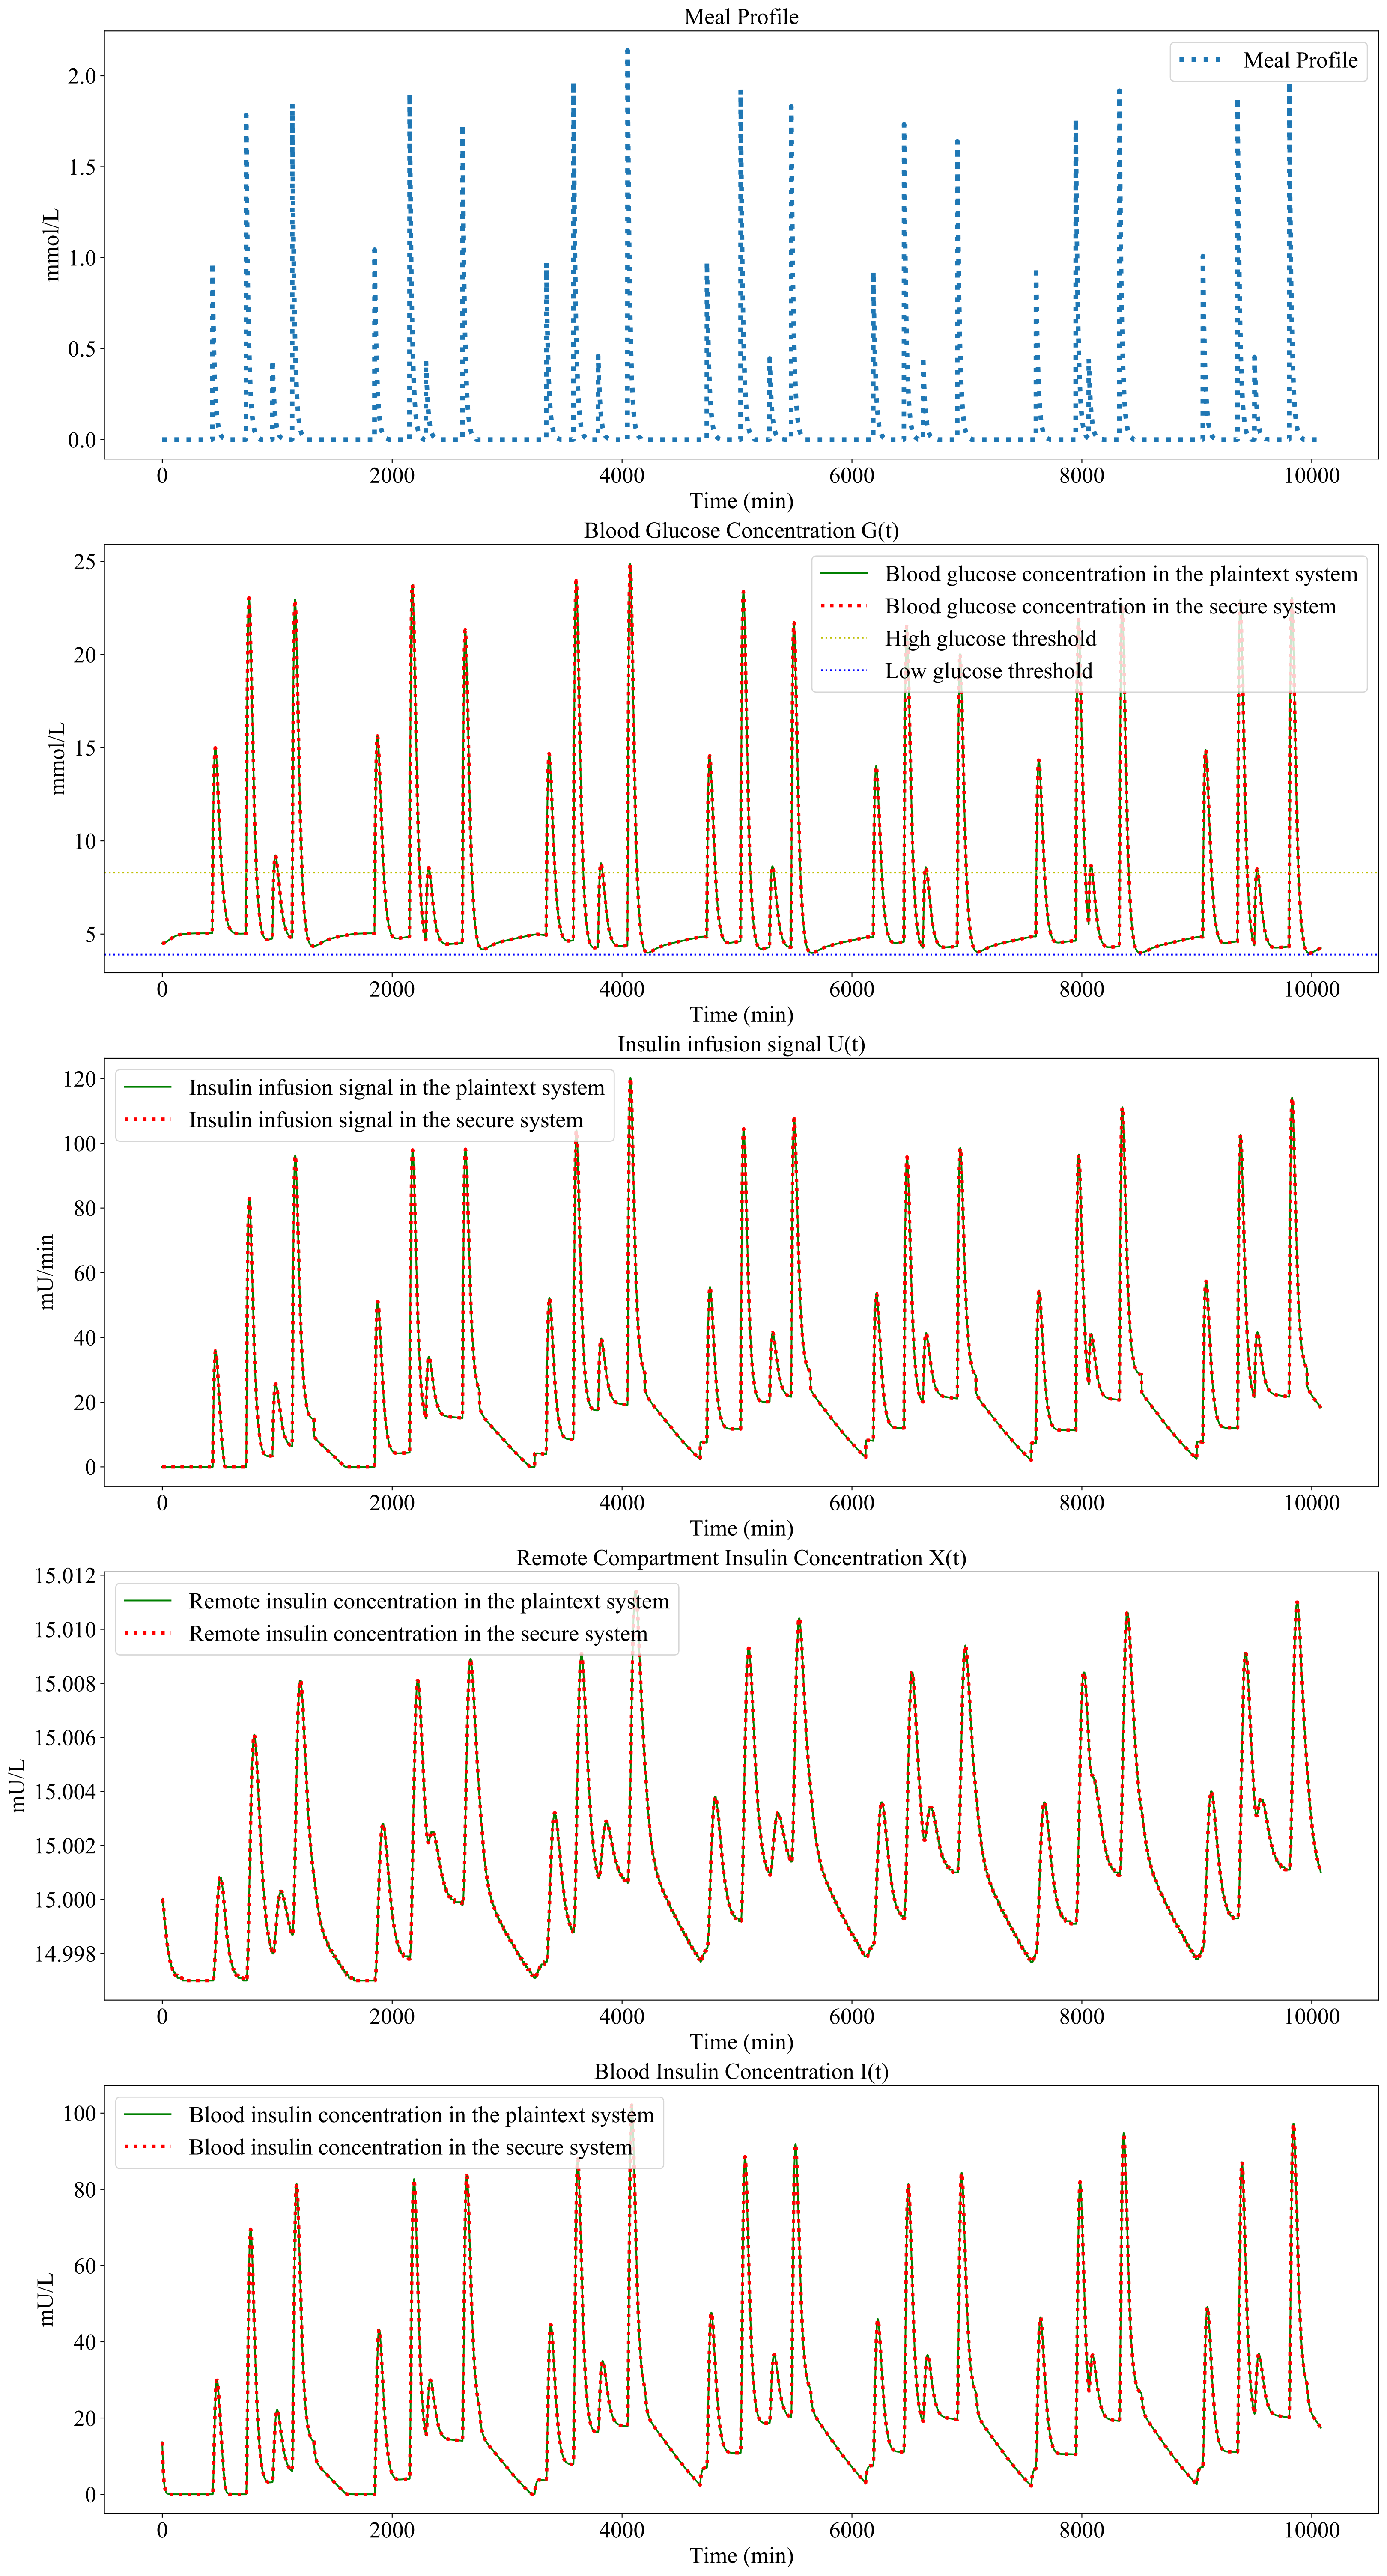 Meal Profile
Meal Profile
mmol/L
2.0
1.5
1.0
0.5
0.0
0 2000 4000 6000 8000 10000
Time (min)
Blood Glucose Concentration G(t)
Blood glucose concentration in the plaintext system
Blood glucose concentration in the secure system
High glucose threshold
Low glucose threshold
mmol/L
25
20
15
10
5
0 2000 4000 6000 8000 10000
Time (min)
Insulin infusion signal U(t)
Insulin infusion signal in the plaintext system
Insulin infusion signal in the secure system
mU/min
120
100
80
60
40
20
0
0 2000 4000 6000 8000 10000
Time (min)
Remote Compartment Insulin Concentration X(t)
Remote insulin concentration in the plaintext system
Remote insulin concentration in the secure system
mU/L
15.012
15.010
15.008
15.006
15.004
15.002
15.000
14.998
0 2000 4000 6000 8000 10000
Time (min)
Blood Insulin Concentration I(t)
Blood insulin concentration in the plaintext system
Blood insulin concentration in the secure system
mU/L
100
80
60
40
20
0
0 2000 4000 6000 8000 10000
Time (min)